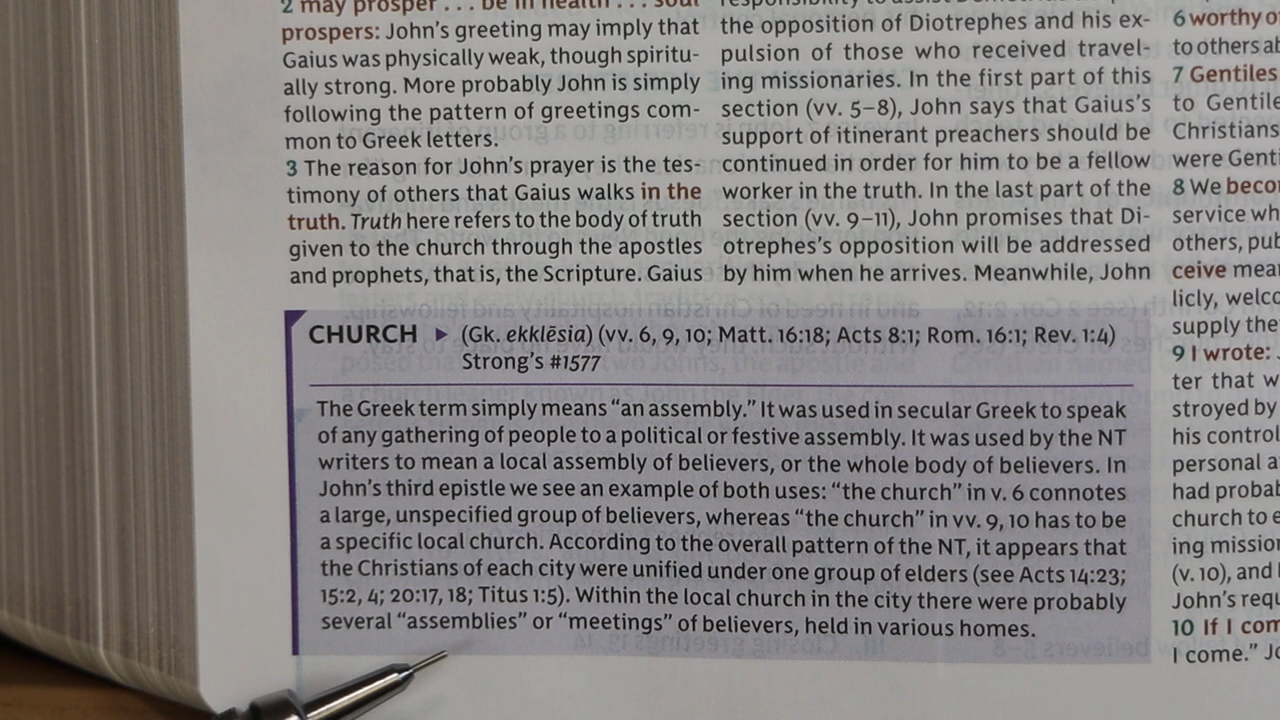 2 may prosper . . . be in health . . . soul
prospers: John's greeting may imply that
Gaius was physically weak, though spiritu-
ally strong. More probably John is simply
following the pattern of greetings com-
mon to Greek letters.
3 The reason for John's prayer is the tes-
timony of others that Gaius walks in the
truth. Truth here refers to the body of truth
given to the church through the apostles
and prophets, that is, the Scripture. Gaius
the opposition of Diotrephes and his ex-
pulsion of those who received travel-
ing missionaries. In the first part of this
section (vv. 5–8), John says that Gaius's
support of itinerant preachers should be
continued in order for him to be a fellow
worker in the truth. In the last part of the
section (vv. 9–11), John promises that Di-
otrephes's opposition will be addressed
by him when he arrives. Meanwhile, John
6 worthy o
to others
7 Gentiles
to Gentile
Christians
were Genti
8 We beco
service wh
others, pub
ceive mea
licly, welco
supply the
9 I wrote:
ter that w
stroyed by
his control
personal a
had probab
church to e
ing mission
(v. 10), and
John's requ
10 If I com
I come." Jo
CHURCH ▶ (Gk. ekklēsia) (vv. 6, 9, 10; Matt. 16:18; Acts 8:1; Rom. 16:1; Rev. 1:4)
Strong's #1577
The Greek term simply means "an assembly." It was used in secular Greek to speak
of any gathering of people to a political or festive assembly. It was used by the NT
writers to mean a local assembly of believers, or the whole body of believers. In
John's third epistle we see an example of both uses: "the church" in v. 6 connotes
a large, unspecified group of believers, whereas "the church" in vv. 9, 10 has to be
a specific local church. According to the overall pattern of the NT, it appears that
the Christians of each city were unified under one group of elders (see Acts 14:23;
15:2, 4; 20:17, 18; Titus 1:5). Within the local church in the city there were probably
several "assemblies" or "meetings" of believers, held in various homes.